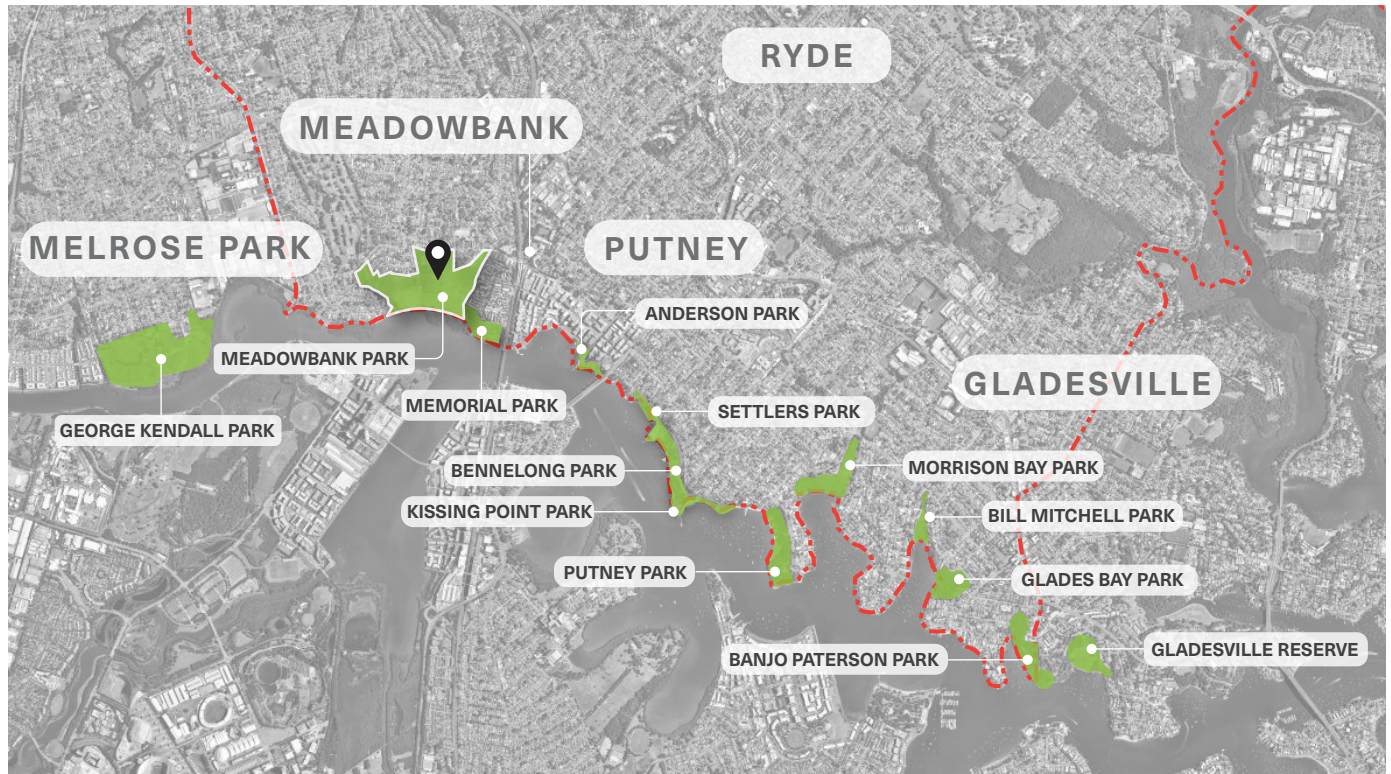 RYDE
MEADOWBANK
MELROSE PARK
PUTNEY
ANDERSON PARK
MEADOWBANK PARK
GLADESVILLE
MEMORIAL PARK
SETTLERS PARK
GEORGE KENDALL PARK
BENNELONG PARK
MORRISON BAY PARK
KISSING POINT PARK
BILL MITCHELL PARK
PUTNEY PARK
GLADES BAY PARK
BANJO PATERSON PARK
GLADESVILLE RESERVE